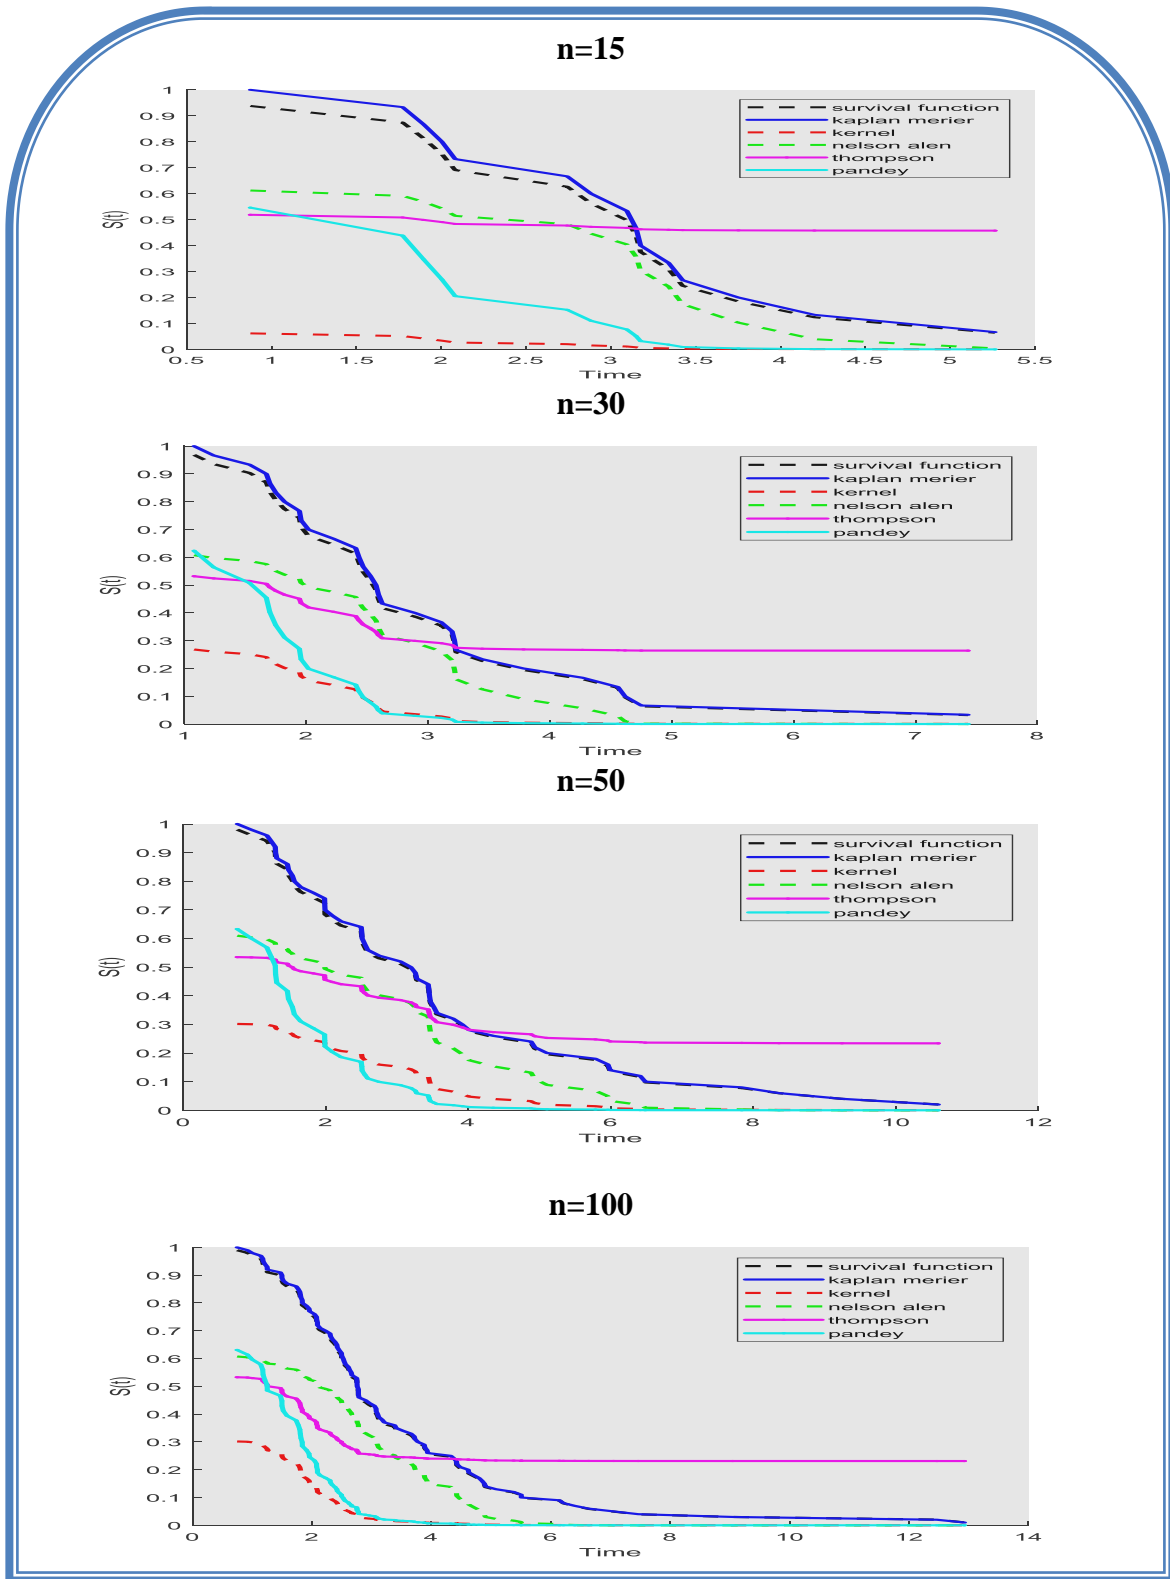 n=15
1
0.9
0.8
0.7
0.6
0.5
0.4
0.3
0.2
0.1
0
S(t)
survival function
kaplan merier
kernel
nelson alen
thompson
pandey
0.5 1 1.5 2 2.5 3 3.5 4 4.5 5 5.5
Time
n=30
1
0.9
0.8
0.7
0.6
0.5
0.4
0.3
0.2
0.1
0
S(t)
survival function
kaplan merier
kernel
nelson alen
thompson
pandey
1 2 3 4 5 6 7 8
Time
n=50
1
0.9
0.8
0.7
0.6
0.5
0.4
0.3
0.2
0.1
0
S(t)
survival function
kaplan merier
kernel
nelson alen
thompson
pandey
0 2 4 6 8 10 12
Time
n=100
1
0.9
0.8
0.7
0.6
0.5
0.4
0.3
0.2
0.1
0
S(t)
survival function
kaplan merier
kernel
nelson alen
thompson
pandey
0 2 4 6 8 10 12 14
Time